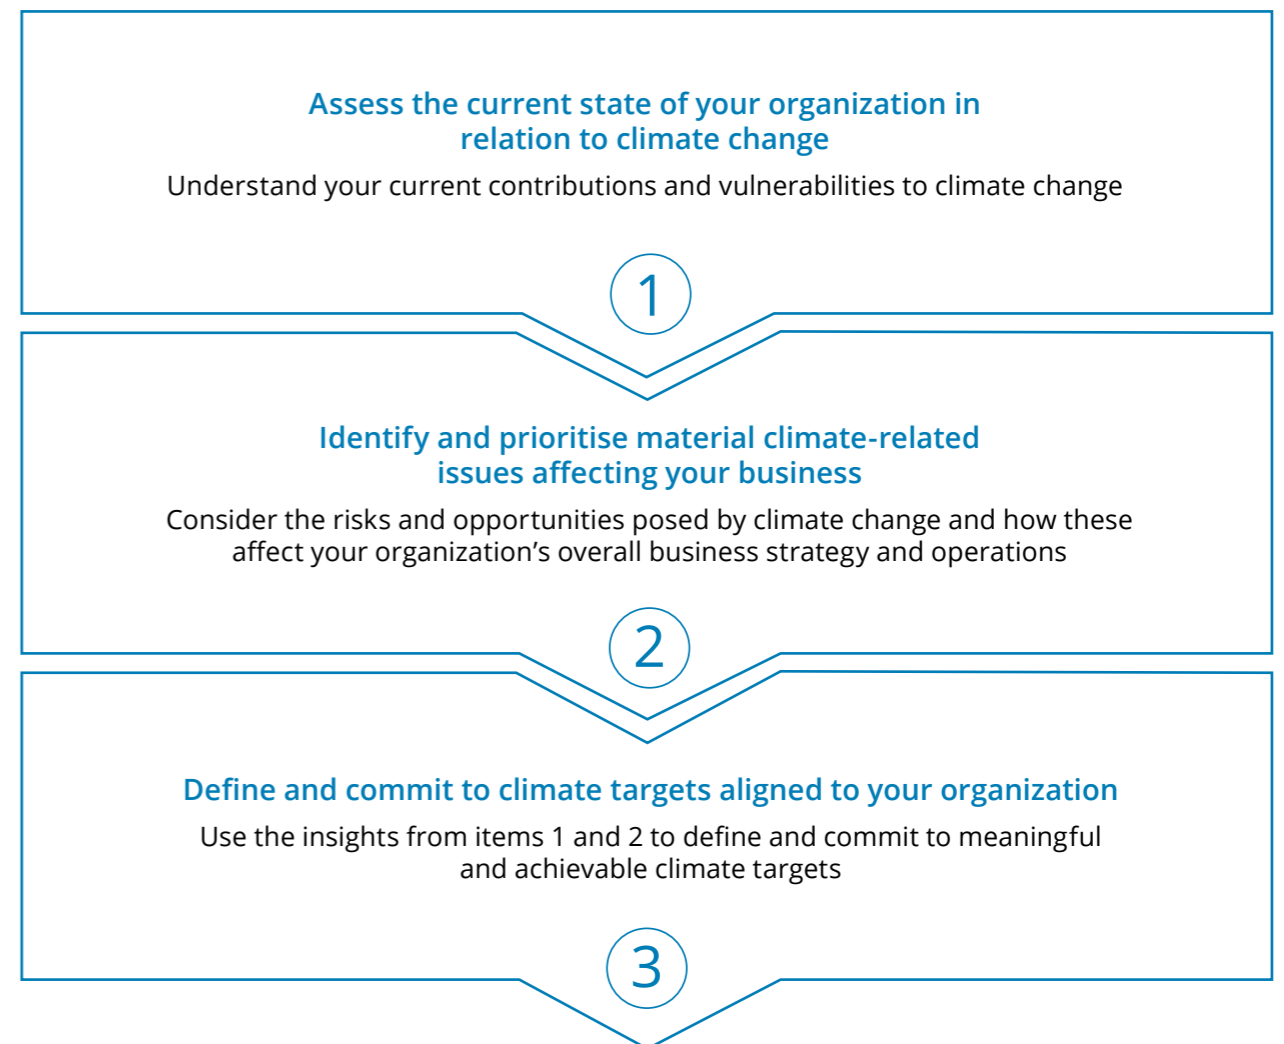 Assess the current state of your organization in
relation to climate change
Understand your current contributions and vulnerabilities to climate change
1
Identify and prioritise material climate-related
issues affecting your business
Consider the risks and opportunities posed by climate change and how these
affect your organization’s overall business strategy and operations
2
Define and commit to climate targets aligned to your organization
Use the insights from items 1 and 2 to define and commit to meaningful
and achievable climate targets
3